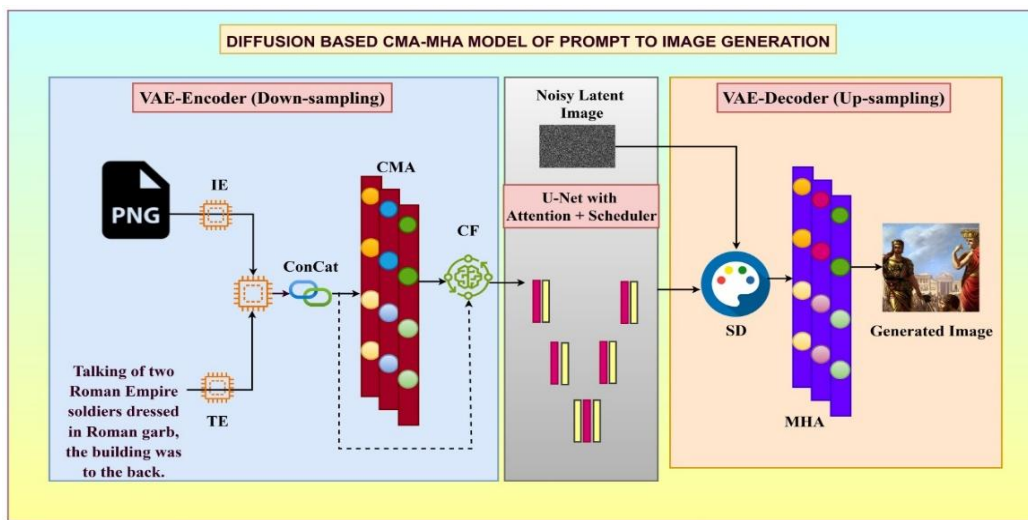 DIFFUSION BASED CMA-MHA MODEL OF PROMPT TO IMAGE GENERATION
VAE-Encoder (Down-sampling)
PNG
IE
ConCat
CMA
CF
TE
Talking of two
Roman Empire
soldiers dressed
in Roman garb,
the building was
to the back.
Noisy Latent
Image
U-Net with
Attention + Scheduler
VAE-Decoder (Up-sampling)
SD
MHA
Generated Image